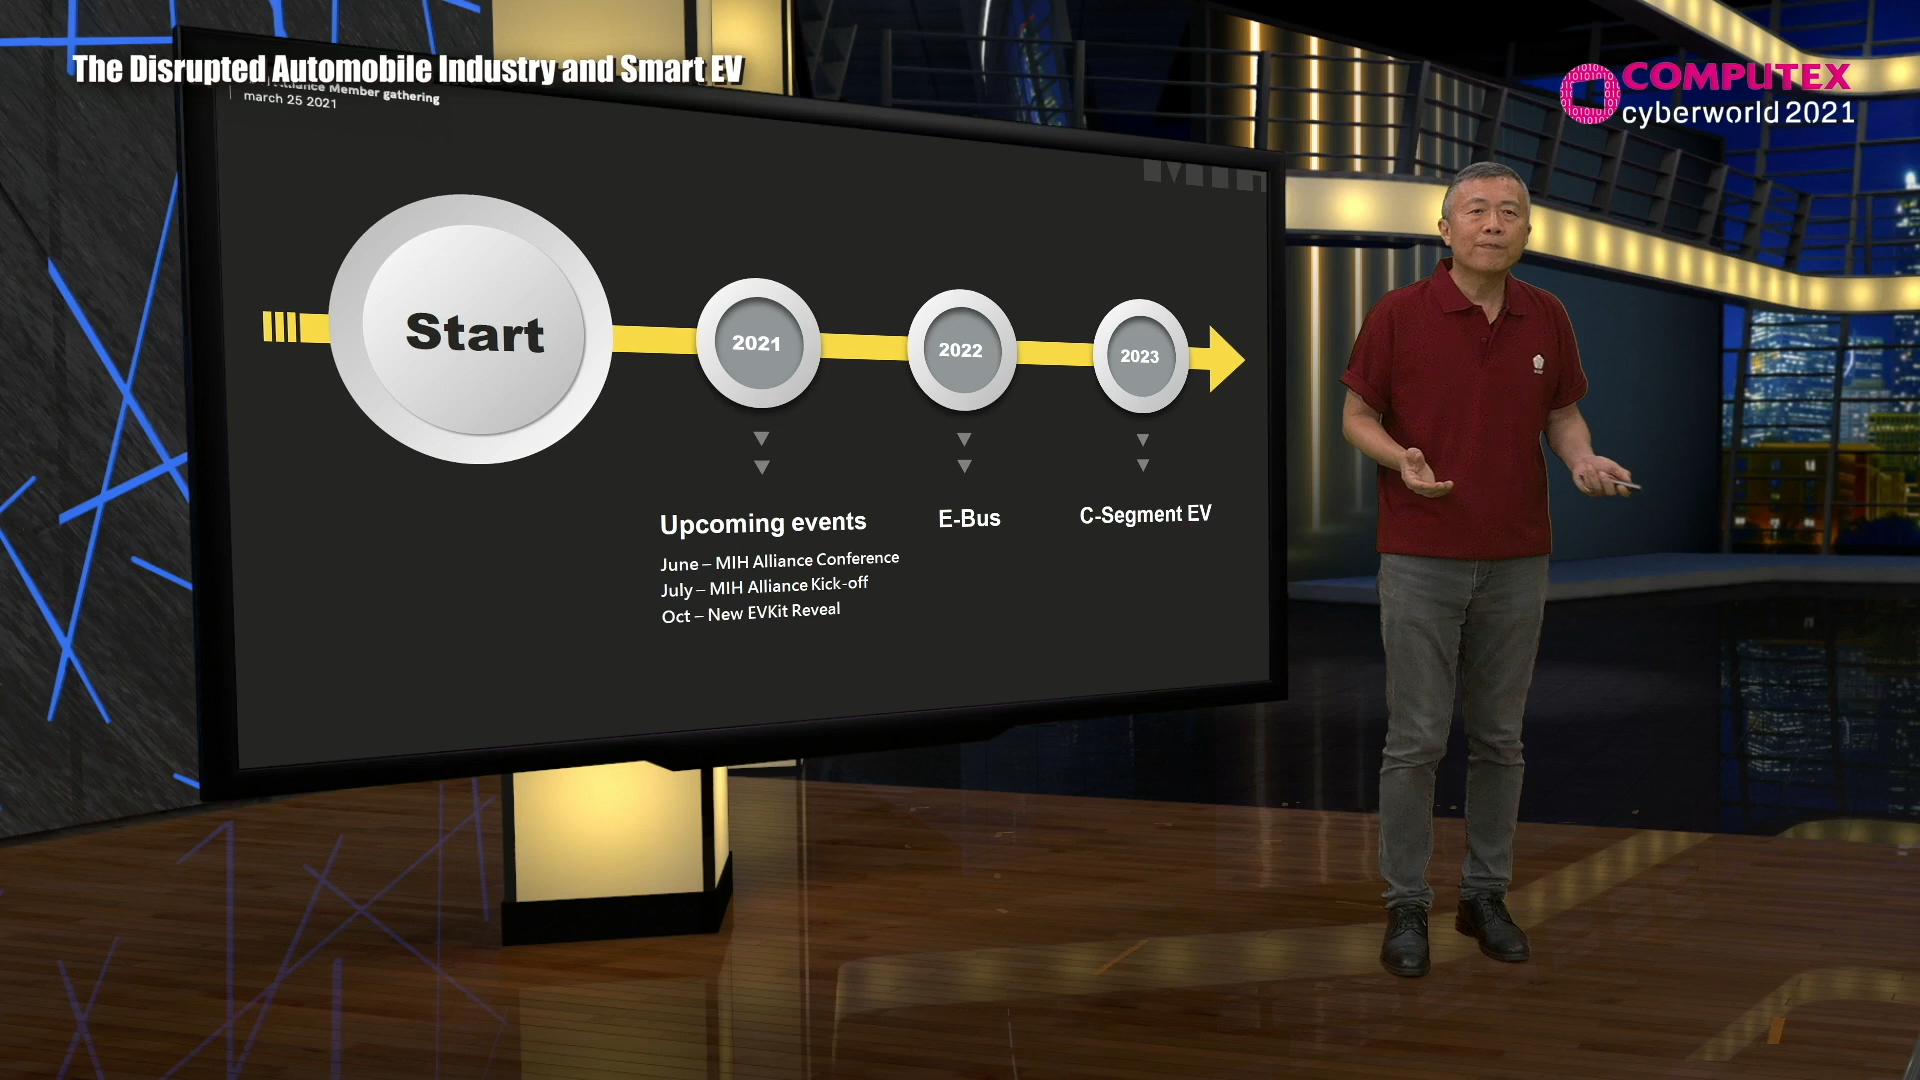 The Disrupted Automobile Industry and Smart EV
Alliance Member gathering
march 25 2021
COMPUTEX
cyberworld 2021
Start
2021
2022
2023
Upcoming events
E-Bus
C-Segment EV
June – MIH Alliance Conference
July – MIH Alliance Kick-off
Oct – New EVKit Reveal